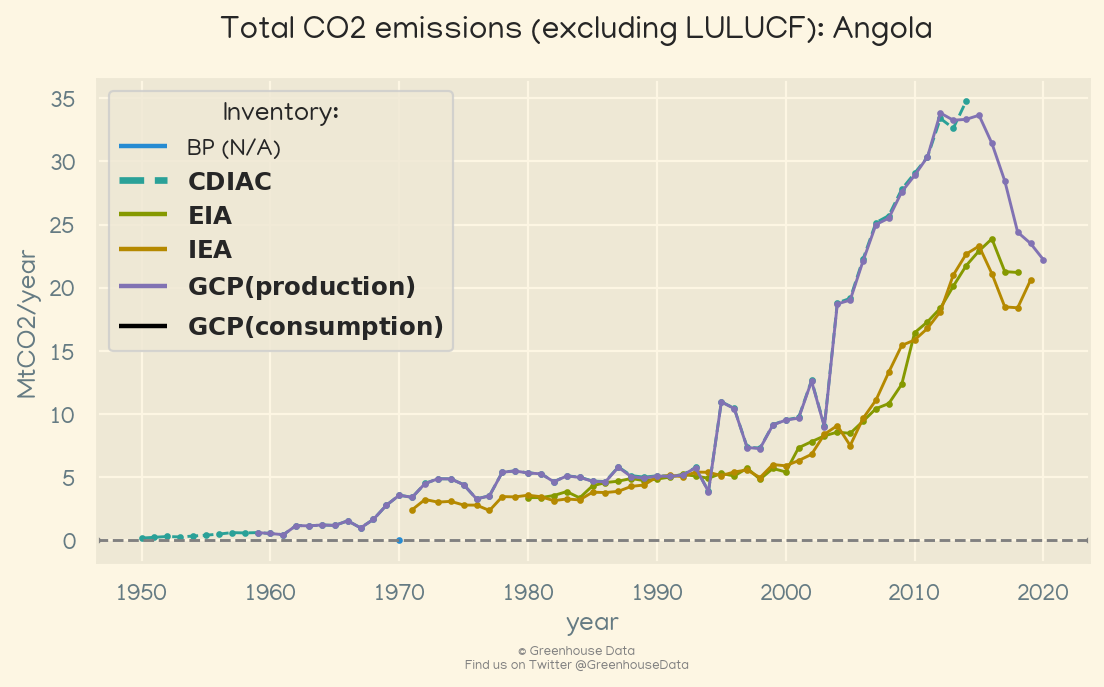 Total CO2 emissions (excluding LULUCF): Angola
Inventory:
BP (N/A)
CDIAC
EIA
IEA
GCP(production)
GCP(consumption)
MtCO2/year
35
30
25
20
15
10
5
0
1950 1960 1970 1980 1990 2000 2010 2020
year
© Greenhouse Data
Find us on Twitter @GreenhouseData